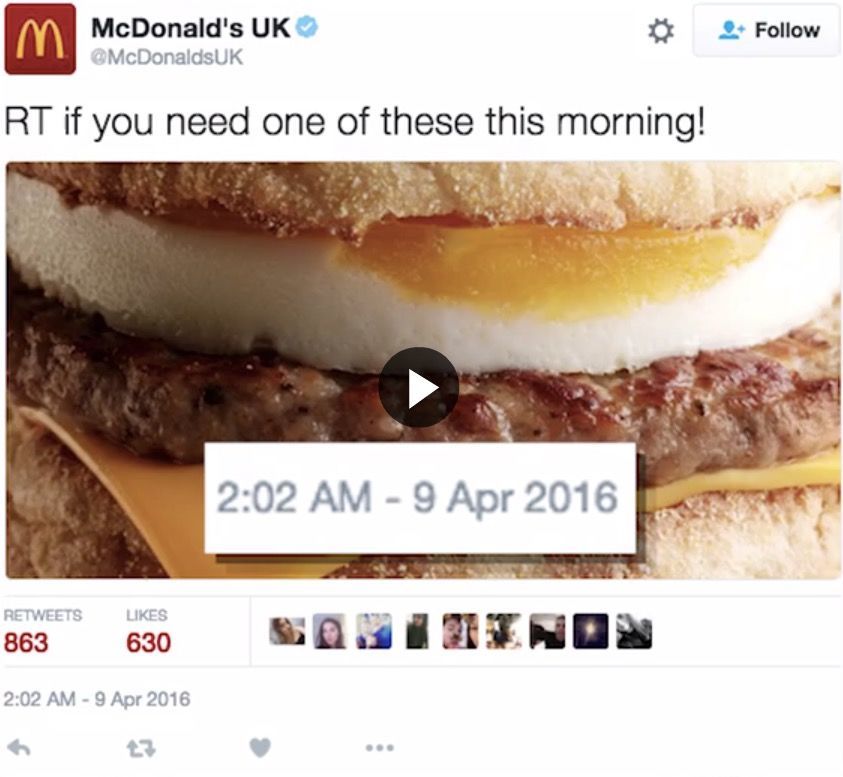 McDonald's UK
@McDonaldsUK
Follow
RT if you need one of these this morning!
2:02 AM - 9 Apr 2016
RETWEETS LIKES
863 630
2:02 AM - 9 Apr 2016